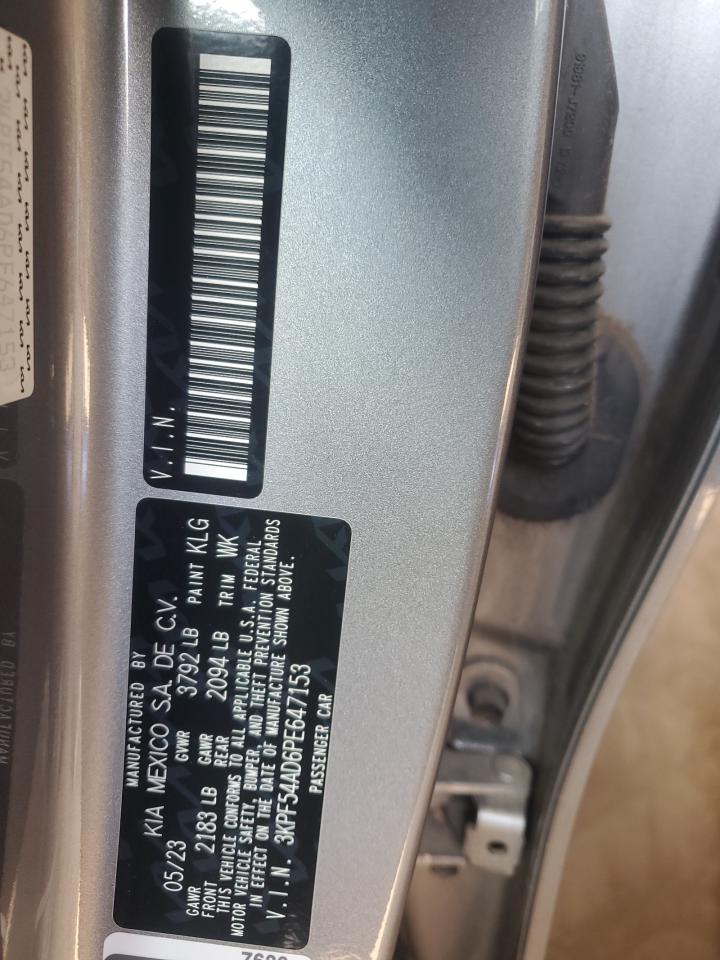 V.I.N.
MANUFACTURED BY
KIA MEXICO S.A. DE C.V.
05/23 GVWR 3792 LB PAINT KLG
GAWR FRONT 2183 LB GAWR REAR 2094 LB TRIM WK
THIS VEHICLE CONFORMS TO ALL APPLICABLE U.S.A. FEDERAL
MOTOR VEHICLE SAFETY, BUMPER, AND THEFT PREVENTION STANDARDS
IN EFFECT ON THE DATE OF MANUFACTURE SHOWN ABOVE.
V.I.N. 3KPF54AD6PE647153
PASSENGER CAR